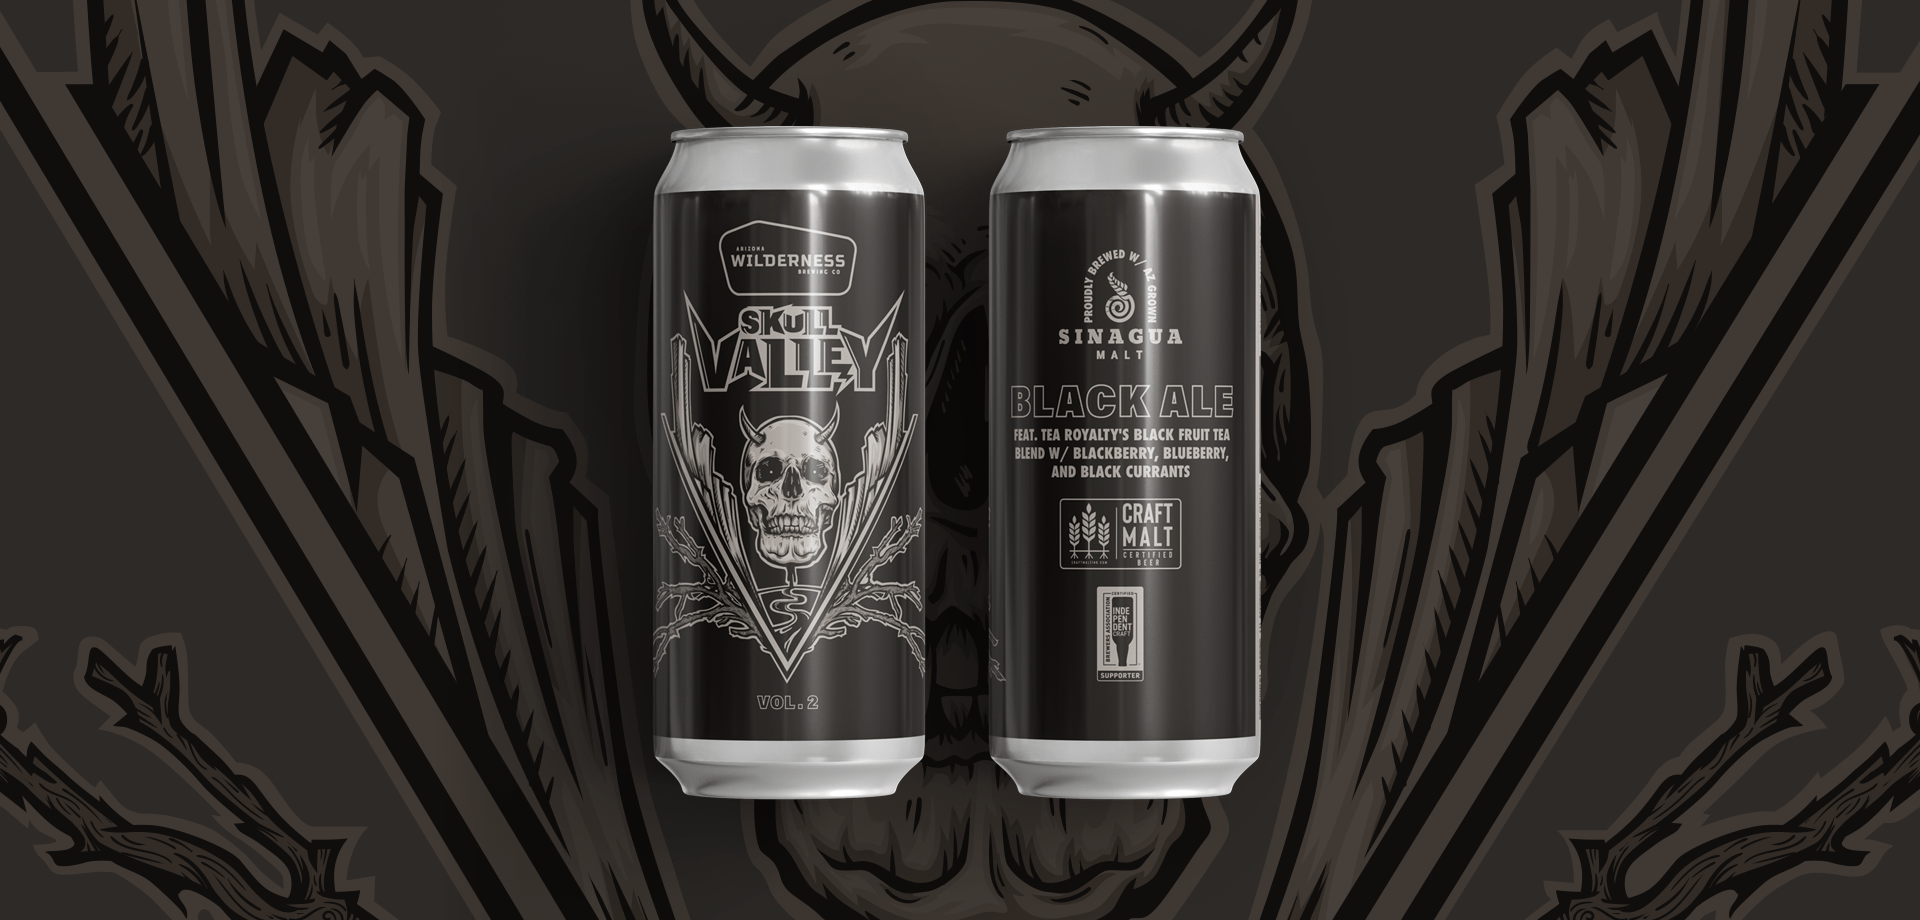 ARIZONA
WILDERNESS
BREWING CO
SKULL
VALLEY
VOL. 2
PROUDLY BREWED W/ AZ GROWN
SINAGUA
MALT
BLACK ALE
FEAT. TEA ROYALTY'S BLACK FRUIT TEA
BLEND W/ BLACKBERRY, BLUEBERRY,
AND BLACK CURRANTS
CRAFT
MALT
CERTIFIED
BEER
CRAFTMALTING.COM
CERTIFIED
BREWERS ASSOCIATION
INDE
PEN
DENT
CRAFT
SUPPORTER